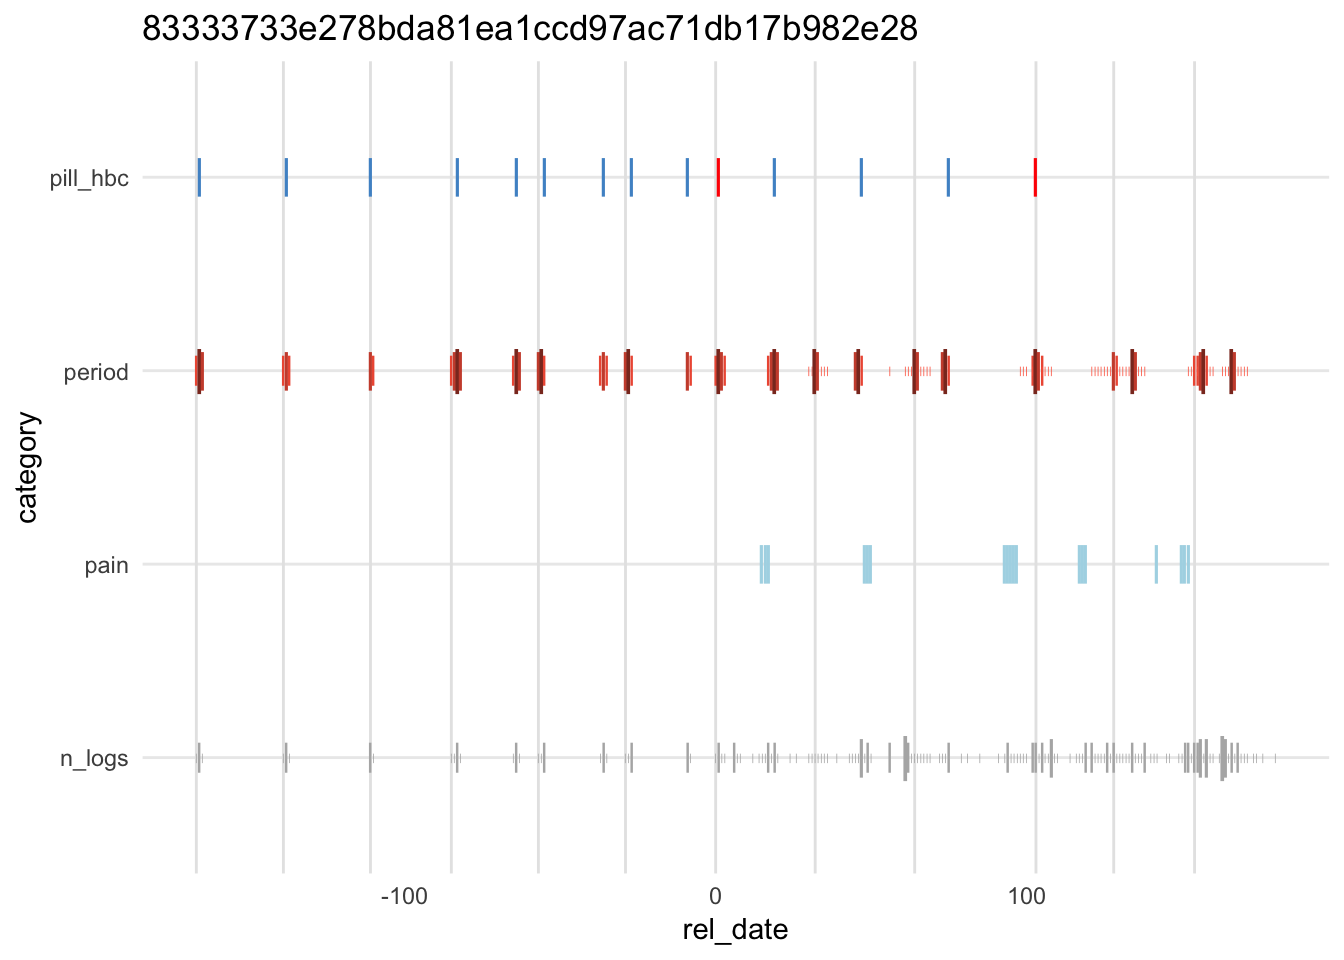 83333733e278bda81ea1ccd97ac71db17b982e28
pill_hbc
period
pain
n_logs
category
-100
0
100
rel_date